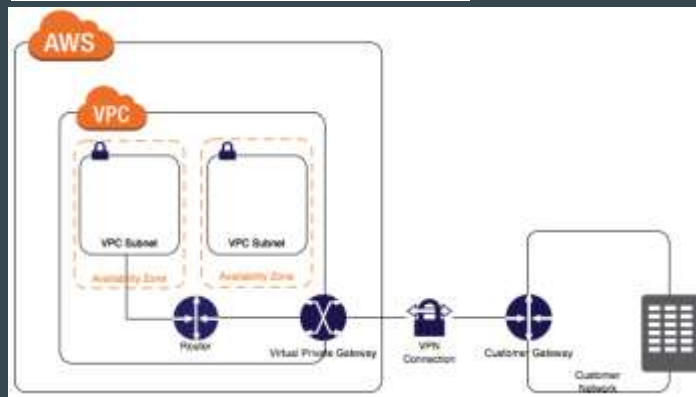 AWS
VPC
VPC Subnet
VPC Subnet
Availability Zone
Availability Zone
Router
Virtual Private Gateway
VPN
Connection
Customer Gateway
Customer
Network